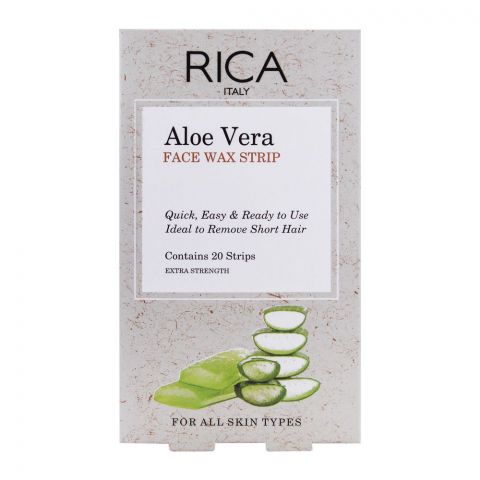 RICA
ITALY
Aloe Vera
FACE WAX STRIP
Quick, Easy & Ready to Use
Ideal to Remove Short Hair
Contains 20 Strips
EXTRA STRENGTH
FOR ALL SKIN TYPES